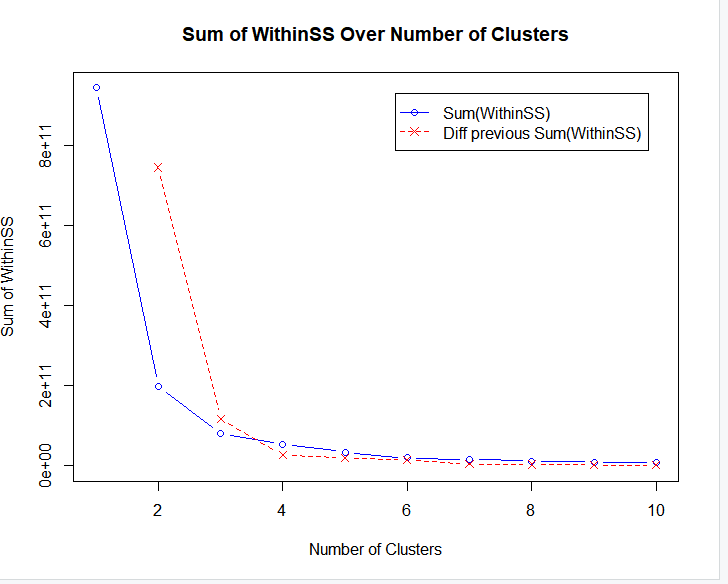 Sum of WithinSS Over Number of Clusters
Sum(WithinSS)
Diff previous Sum(WithinSS)
Sum of WithinSS
8e+11
6e+11
4e+11
2e+11
0e+00
2 4 6 8 10
Number of Clusters